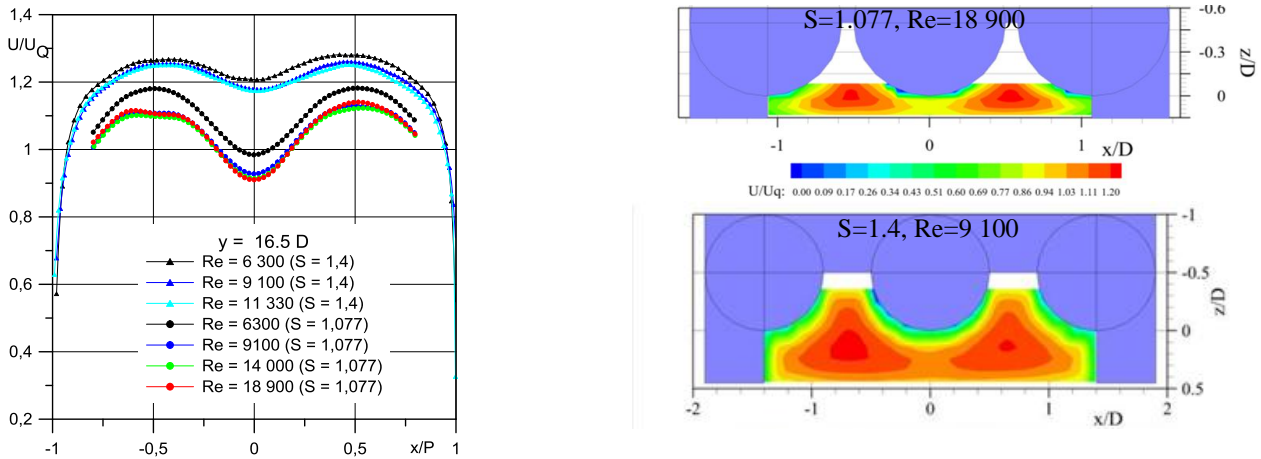 1,4
U/UQ
1,2
1
0,8
0,6
0,4
0,2
-1
-0,5
0
0,5
x/P
1
y = 16.5 D
Re = 6 300 (S = 1,4)
Re = 9 100 (S = 1,4)
Re = 11 330 (S = 1,4)
Re = 6300 (S = 1,077)
Re = 9100 (S = 1,077)
Re = 14 000 (S = 1,077)
Re = 18 900 (S = 1,077)
S=1.077, Re=18 900
-0.6
-0.3
0
z/D
-1
0
1
x/D
U/Uq: 0.00 0.09 0.17 0.26 0.34 0.43 0.51 0.60 0.69 0.77 0.86 0.94 1.03 1.11 1.20
S=1.4, Re=9 100
-1
-0.5
0
0.5
z/D
-2
-1
0
1
2
x/D